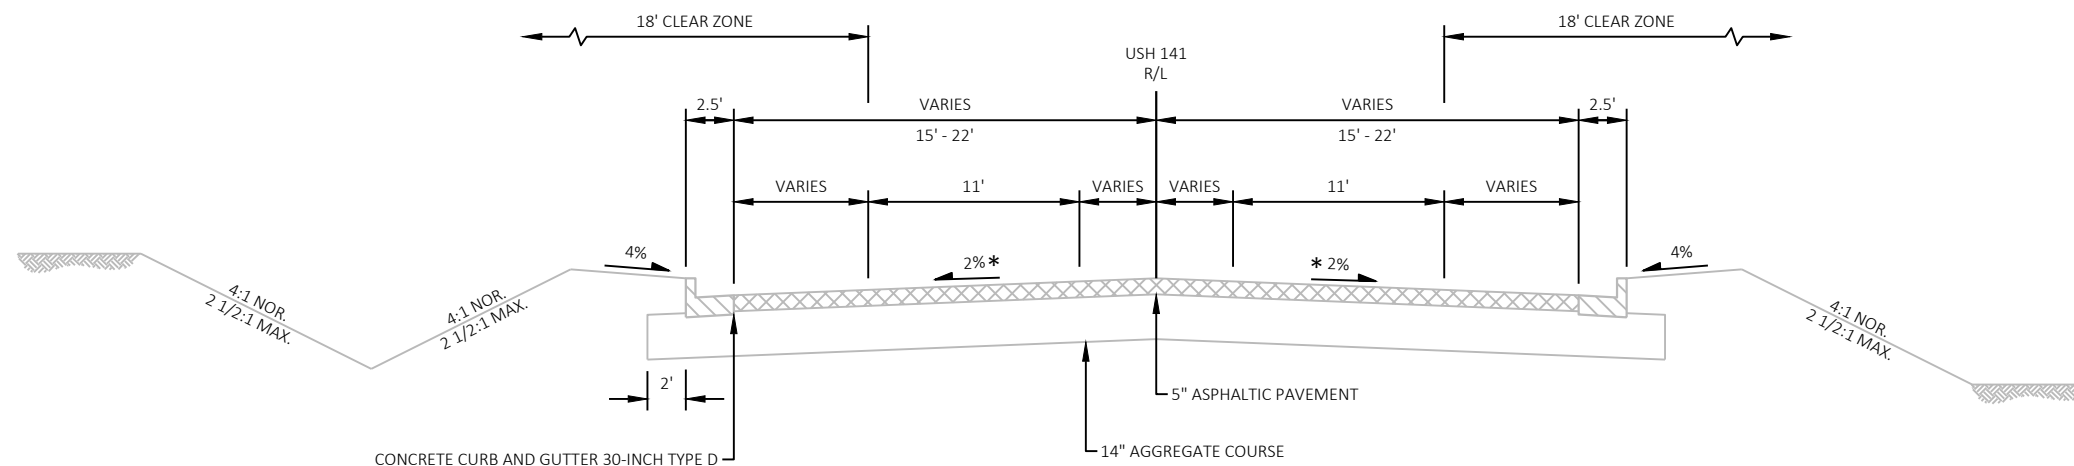 18' CLEAR ZONE
18' CLEAR ZONE
USH 141
R/L
2.5'
VARIES
VARIES
2.5'
15' - 22'
15' - 22'
VARIES
11'
VARIES
VARIES
11'
VARIES
4%
2%*
* 2%
4%
4:1 NOR.
2 1/2:1 MAX.
4:1 NOR.
2 1/2:1 MAX.
4:1 NOR.
2 1/2:1 MAX.
2'
5" ASPHALTIC PAVEMENT
14" AGGREGATE COURSE
CONCRETE CURB AND GUTTER 30-INCH TYPE D